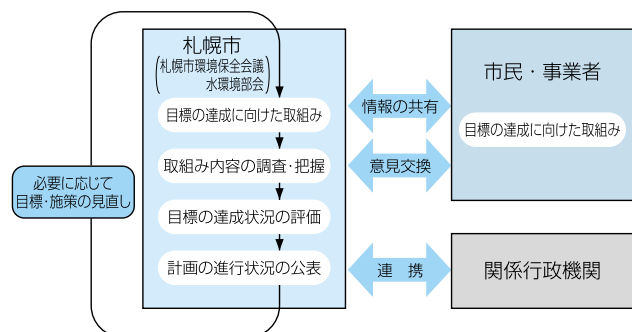 札幌市
(札幌市環境保全会議
水環境部会)
目標の達成に向けた取組み
取組み内容の調査・把握
目標の達成状況の評価
計画の進行状況の公表
必要に応じて
目標・施策の見直し
情報の共有
意見交換
連　携
市民・事業者
目標の達成に向けた取組み
関係行政機関